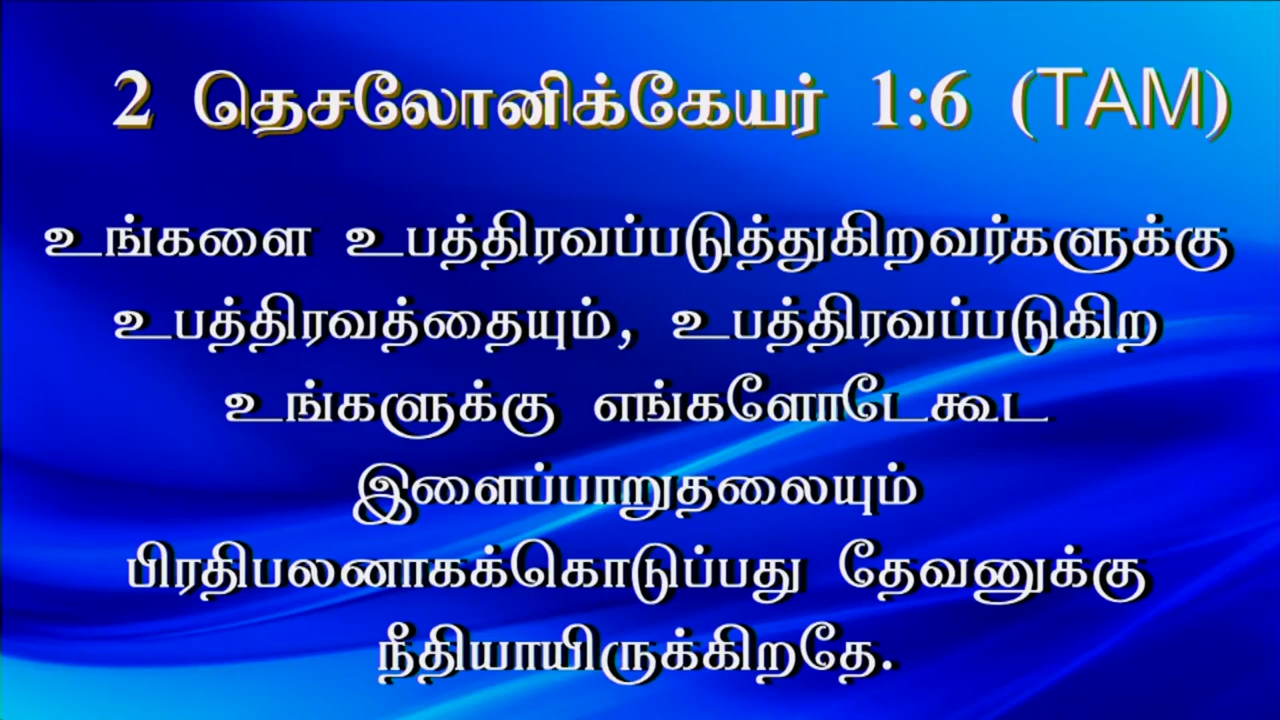 2 தெசலோனிக்கேயர் 1:6 (TAM)
உங்களை உபத்திரவப்படுத்துகிறவர்களுக்கு
உபத்திரவத்தையும், உபத்திரவப்படுகிற
உங்களுக்கு எங்களோடேகூட
இளைப்பாறுதலையும்
பிரதிபலனாகக்கொடுப்பது தேவனுக்கு
நீதியாயிருக்கிறதே.